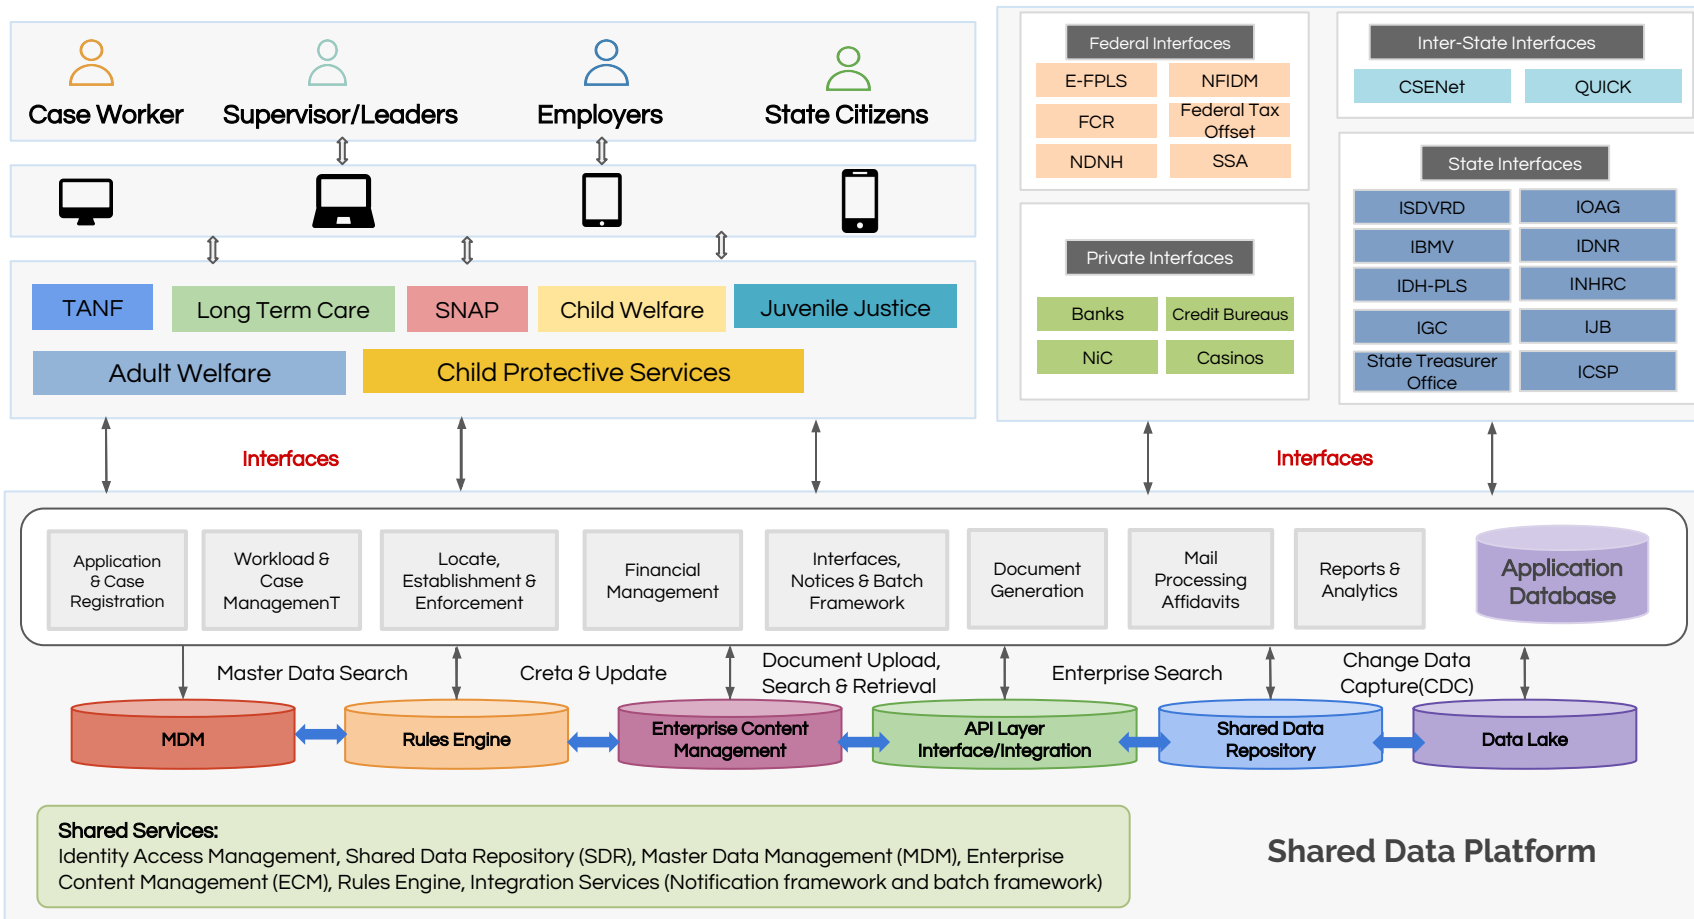 Case Worker
Supervisor/Leaders
Employers
State Citizens
TANF
Long Term Care
SNAP
Child Welfare
Juvenile Justice
Adult Welfare
Child Protective Services
Federal Interfaces
E-FPLS
NFIDM
FCR
Federal Tax
Offset
NDNH
SSA
Inter-State Interfaces
CSENet
QUICK
Private Interfaces
Banks
Credit Bureaus
NiC
Casinos
State Interfaces
ISDVRD
IOAG
IBMV
IDNR
IDH-PLS
INHRC
IGC
IJB
State Treasurer
Office
ICSP
Interfaces
Interfaces
Application
& Case
Registration
Workload &
Case
ManagemenT
Locate,
Establishment &
Enforcement
Financial
Management
Interfaces,
Notices & Batch
Framework
Document
Generation
Mail
Processing
Affidavits
Reports &
Analytics
Application
Database
Master Data Search
Creta & Update
Document Upload,
Search & Retrieval
Enterprise Search
Change Data
Capture(CDC)
MDM
Rules Engine
Enterprise Content
Management
API Layer
Interface/Integration
Shared Data
Repository
Data Lake
Shared Services:
Identity Access Management, Shared Data Repository (SDR), Master Data Management (MDM), Enterprise
Content Management (ECM), Rules Engine, Integration Services (Notification framework and batch framework)
Shared Data Platform